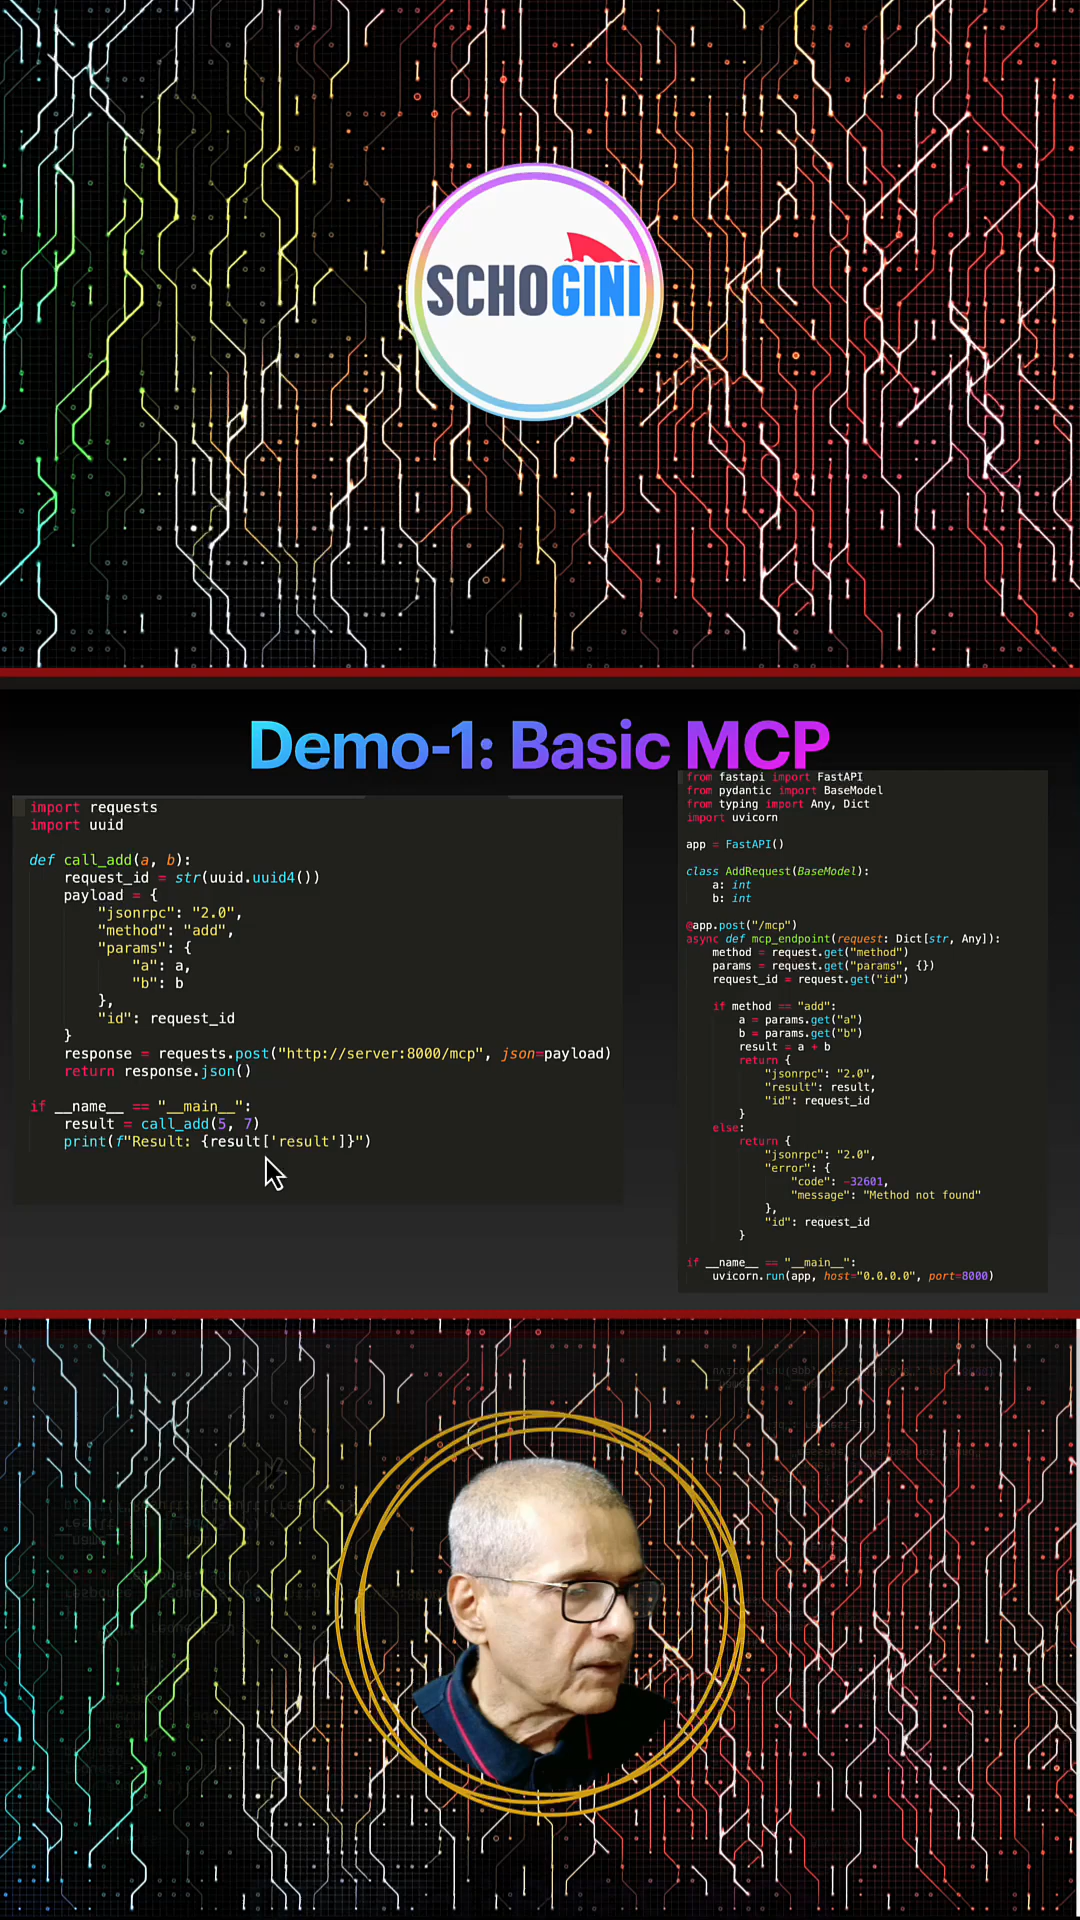 SCHOGINI
Demo-1: Basic MCP
import requests
import uuid
def call_add(a, b):
    request_id = str(uuid.uuid4())
    payload = {
        "jsonrpc": "2.0",
        "method": "add",
        "params": {
            "a": a,
            "b": b
        },
        "id": request_id
    }
    response = requests.post("http://server:8000/mcp", json=payload)
    return response.json()
if __name__ == "__main__":
    result = call_add(5, 7)
    print(f"Result: {result['result']}")
from fastapi import FastAPI
from pydantic import BaseModel
from typing import Any, Dict
import uvicorn
app = FastAPI()
class AddRequest(BaseModel):
    a: int
    b: int
@app.post("/mcp")
async def mcp_endpoint(request: Dict[str, Any]):
    method = request.get("method")
    params = request.get("params", {})
    request_id = request.get("id")
    if method == "add":
        a = params.get("a")
        b = params.get("b")
        result = a + b
        return {
            "jsonrpc": "2.0",
            "result": result,
            "id": request_id
        }
    else:
        return {
            "jsonrpc": "2.0",
            "error": {
                "code": -32601,
                "message": "Method not found"
            },
            "id": request_id
        }
if __name__ == "__main__":
    uvicorn.run(app, host="0.0.0.0", port=8000)